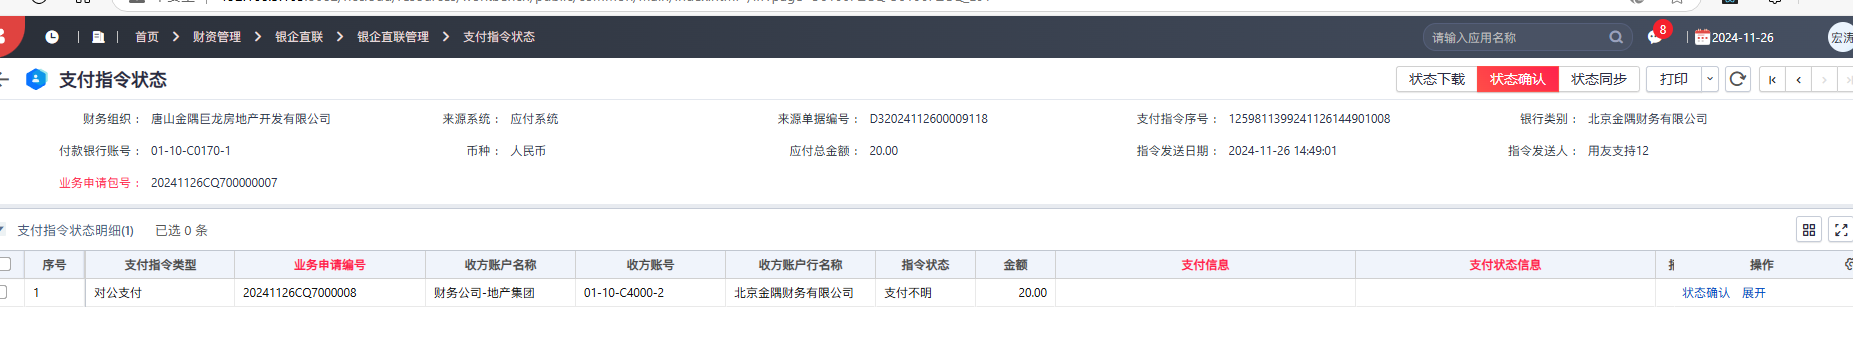 首页 财资管理 银企直联 银企直联管理 支付指令状态 请输入应用名称 8 2024-11-26 宏涛
支付指令状态 状态下载 状态确认 状态同步 打印
财务组织： 唐山金隅巨龙房地产开发有限公司 来源系统： 应付系统 来源单据编号： D32024112600009118 支付指令序号： 1259811399241126144901008 银行类别： 北京金隅财务有限公司
付款银行账号： 01-10-C0170-1 币种： 人民币 应付总金额： 20.00 指令发送日期： 2024-11-26 14:49:01 指令发送人： 用友支持12
业务申请包号： 20241126CQ700000007
支付指令状态明细(1) 已选 0 条
序号 支付指令类型 业务申请编号 收方账户名称 收方账号 收方账户行名称 指令状态 金额 支付信息 支付状态信息 操作
1 对公支付 20241126CQ7000008 财务公司-地产集团 01-10-C4000-2 北京金隅财务有限公司 支付不明 20.00 状态确认 展开